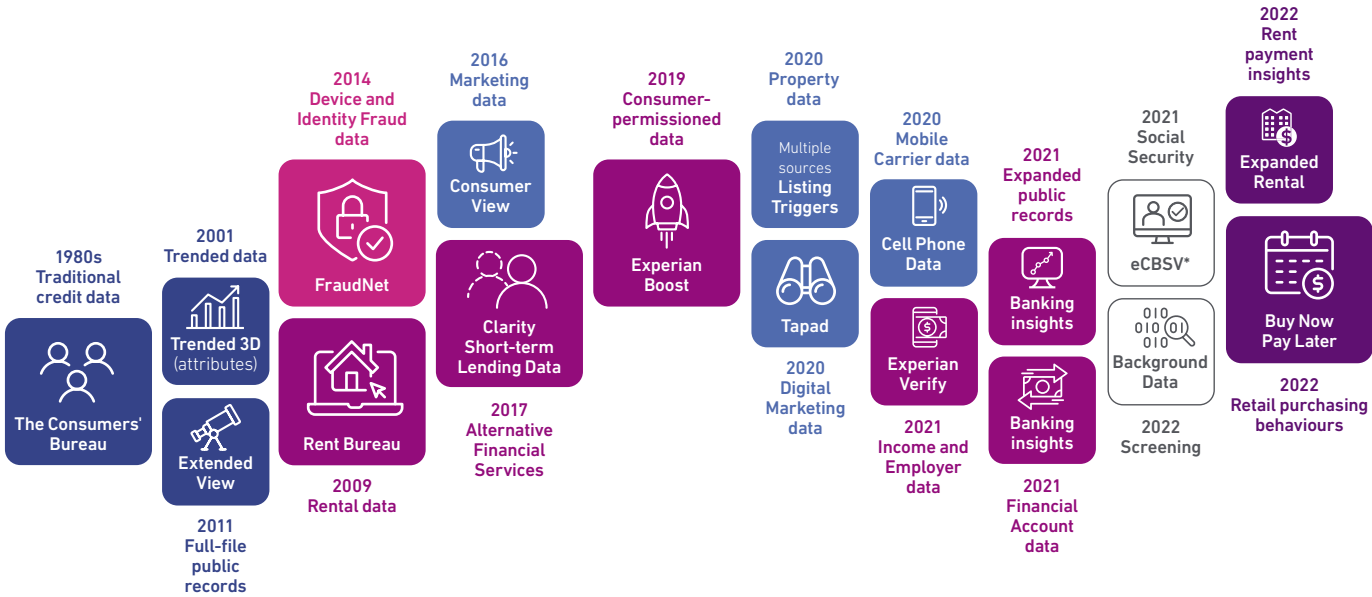 1980s
Traditional
credit data
The Consumers'
Bureau
2001
Trended data
Trended 3D
(attributes)
Extended
View
2011
Full-file
public
records
2014
Device and
Identity Fraud
data
FraudNet
Rent Bureau
2009
Rental data
2016
Marketing
data
Consumer
View
Clarity
Short-term
Lending Data
2017
Alternative
Financial
Services
2019
Consumer-
permissioned
data
Experian
Boost
2020
Property
data
Multiple
sources
Listing
Triggers
Tapad
2020
Digital
Marketing
data
2020
Mobile
Carrier data
Cell Phone
Data
Experian
Verify
2021
Income and
Employer
data
2021
Expanded
public
records
Banking
insights
Banking
insights
2021
Financial
Account
data
2021
Social
Security
eCBSV*
010
010 01
010
Background
Data
2022
Screening
2022
Rent
payment
insights
$
Expanded
Rental
$
Buy Now
Pay Later
2022
Retail purchasing
behaviours